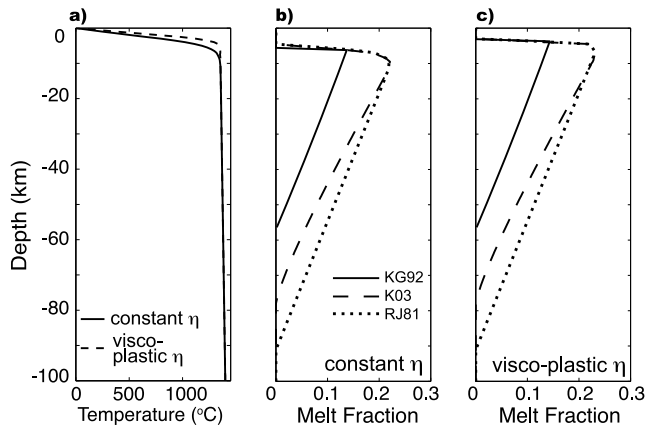 a)
b)
c)
0
-20
-40
-60
-80
-100
Depth (km)
constant η
visco-
plastic η
0 500 1000
Temperature (°C)
KG92
K03
RJ81
constant η
0 0.1 0.2 0.3
Melt Fraction
visco-plastic η
0 0.1 0.2 0.3
Melt Fraction